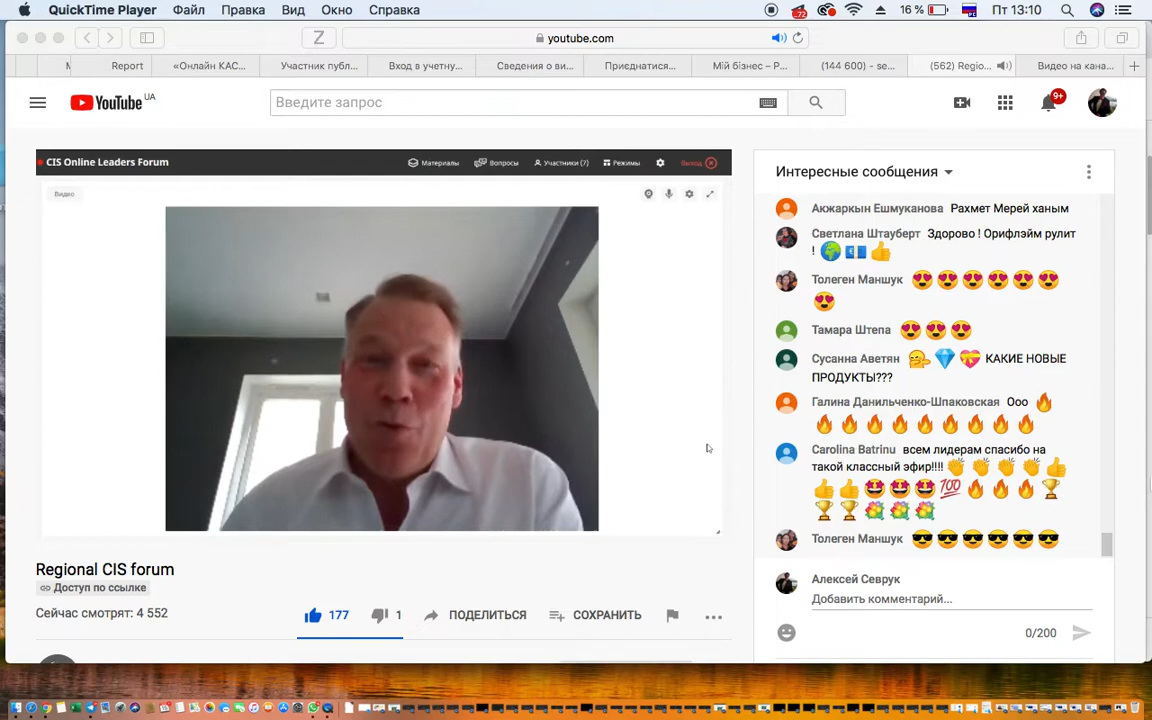 QuickTime Player Файл Правка Вид Окно Справка
72
16 %
Пт 13:10
Z
youtube.com
Report
«Онлайн КАС...
Участник публ...
Вход в учетну...
Сведения о ви...
Приєднатися...
Мій бізнес – Р...
(144 600) - se...
(562) Regio...
Видео на кана...
YouTube UA
Введите запрос
9+
CIS Online Leaders Forum
Материалы
Вопросы
Участники (7)
Режимы
Выход
Видео
Regional CIS forum
Доступ по ссылке
Сейчас смотрят: 4 552
177
1
ПОДЕЛИТЬСЯ
СОХРАНИТЬ
Интересные сообщения
Акжаркын Ешмуканова Рахмет Мерей ханым
Светлана Штауберт Здорово ! Орифлэйм рулит
! 🌍 💶 👍
Толеген Маншук 😍 😍 😍 😍 😍 😍
😍
Тамара Штепа 😍 😍 😍
Сусанна Аветян 🤗 💎 💝 КАКИЕ НОВЫЕ
ПРОДУКТЫ???
Галина Данильченко-Шпаковская Ооо 🔥
🔥 🔥 🔥 🔥 🔥 🔥 🔥 🔥 🔥
Carolina Batrinu всем лидерам спасибо на
такой классный эфир!!!! 👏 👏 👏 👏 👍
👍 👍 🤩 🤩 🤩 💯 🔥 🔥 🔥 🏆
🏆 🏆 💐 💐 💐
Толеген Маншук 😎 😎 😎 😎 😎 😎
Алексей Севрук
Добавить комментарий...
0/200